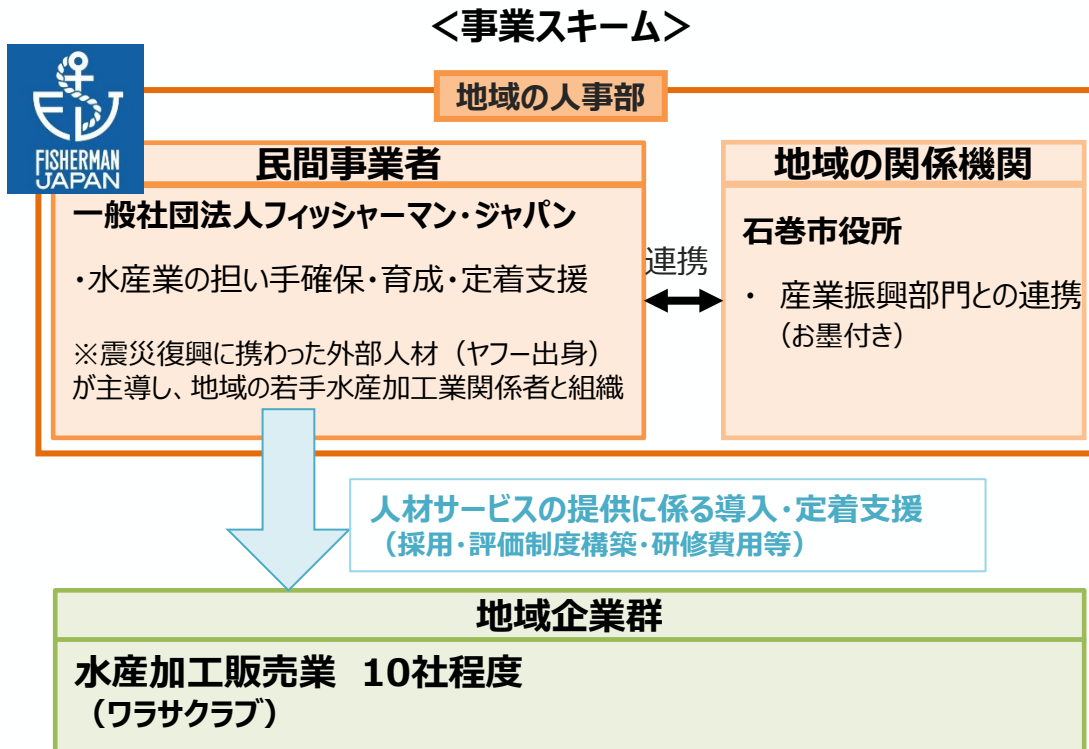 ＜事業スキーム＞
地域の人事部
FISHERMAN
JAPAN
民間事業者
一般社団法人フィッシャーマン・ジャパン
・水産業の担い手確保・育成・定着支援
※震災復興に携わった外部人材（ヤフー出身）
が主導し、地域の若手水産加工業関係者と組織
連携
地域の関係機関
石巻市役所
・ 産業振興部門との連携
（お墨付き）
人材サービスの提供に係る導入・定着支援
（採用・評価制度構築・研修費用等）
地域企業群
水産加工販売業 10社程度
（ワラサクラブ）